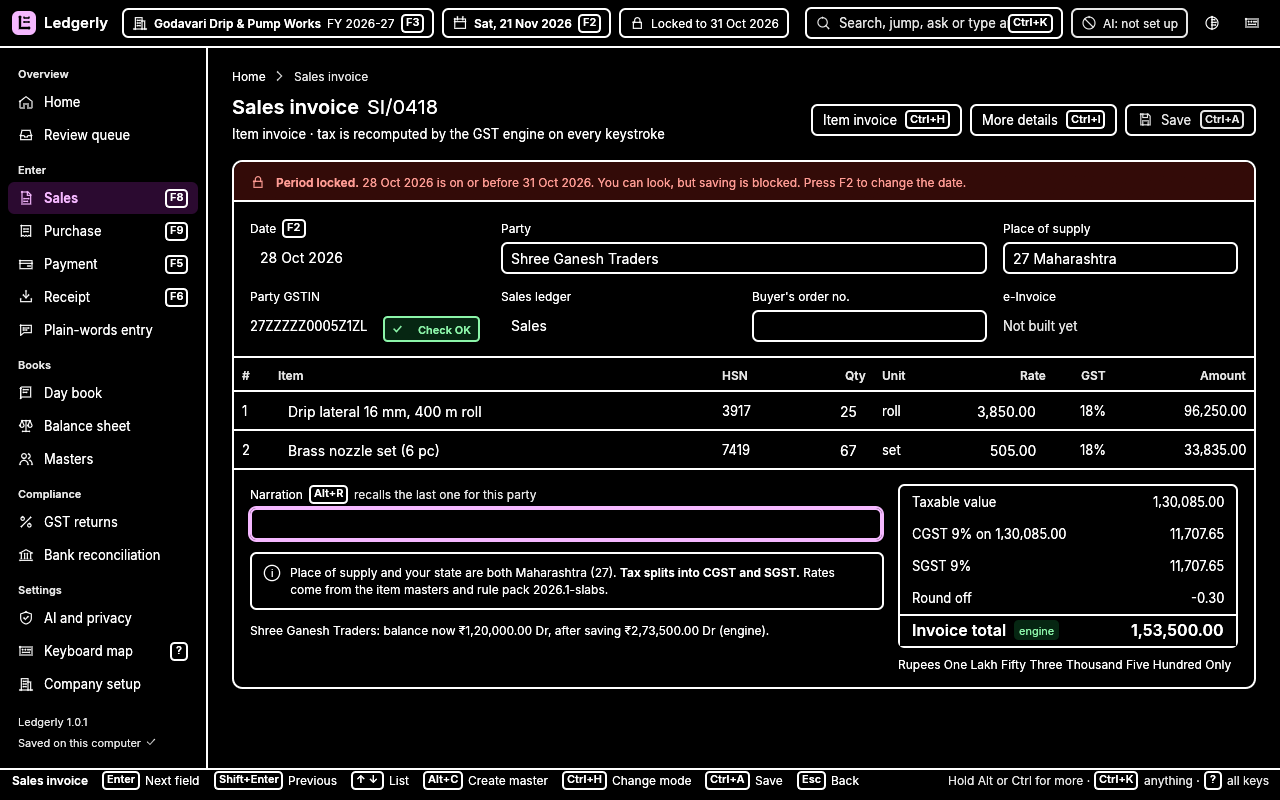 Ledgerly
Godavari Drip & Pump Works FY 2026-27 F3
Sat, 21 Nov 2026 F2
Locked to 31 Oct 2026
Search, jump, ask or type a Ctrl+K
AI: not set up
Overview
Home
Review queue
Enter
Sales F8
Purchase F9
Payment F5
Receipt F6
Plain-words entry
Books
Day book
Balance sheet
Masters
Compliance
GST returns
Bank reconciliation
Settings
AI and privacy
Keyboard map ?
Company setup
Ledgerly 1.0.1
Saved on this computer
Home > Sales invoice
Sales invoice SI/0418
Item invoice · tax is recomputed by the GST engine on every keystroke
Item invoice Ctrl+H
More details Ctrl+I
Save Ctrl+A
Period locked. 28 Oct 2026 is on or before 31 Oct 2026. You can look, but saving is blocked. Press F2 to change the date.
Date F2 Party Place of supply
28 Oct 2026 Shree Ganesh Traders 27 Maharashtra
Party GSTIN Sales ledger Buyer's order no. e-Invoice
27ZZZZZ0005Z1ZL Check OK Sales Not built yet
# Item HSN Qty Unit Rate GST Amount
1 Drip lateral 16 mm, 400 m roll 3917 25 roll 3,850.00 18% 96,250.00
2 Brass nozzle set (6 pc) 7419 67 set 505.00 18% 33,835.00
Narration Alt+R recalls the last one for this party
Place of supply and your state are both Maharashtra (27). Tax splits into CGST and SGST. Rates
come from the item masters and rule pack 2026.1-slabs.
Shree Ganesh Traders: balance now ₹1,20,000.00 Dr, after saving ₹2,73,500.00 Dr (engine).
Taxable value 1,30,085.00
CGST 9% on 1,30,085.00 11,707.65
SGST 9% 11,707.65
Round off -0.30
Invoice total engine 1,53,500.00
Rupees One Lakh Fifty Three Thousand Five Hundred Only
Sales invoice Enter Next field Shift+Enter Previous ↑ ↓ List Alt+C Create master Ctrl+H Change mode Ctrl+A Save Esc Back Hold Alt or Ctrl for more · Ctrl+K anything · ? all keys